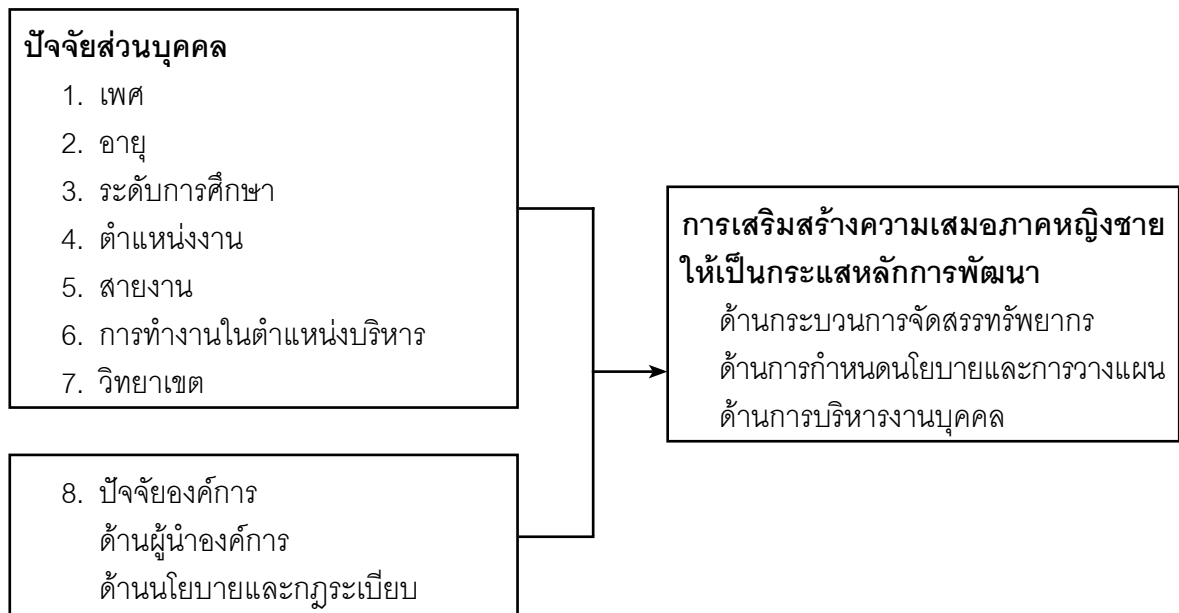 ปัจจัยส่วนบุคคล
1. เพศ
2. อายุ
3. ระดับการศึกษา
4. ตำแหน่งงาน
5. สายงาน
6. การทำงานในตำแหน่งบริหาร
7. วิทยาเขต
8. ปัจจัยองค์การ
ด้านผู้นำองค์การ
ด้านนโยบายและกฎระเบียบ
การเสริมสร้างความเสมอภาคหญิงชาย
ให้เป็นกระแสหลักการพัฒนา
ด้านกระบวนการจัดสรรทรัพยากร
ด้านการกำหนดนโยบายและการวางแผน
ด้านการบริหารงานบุคคล